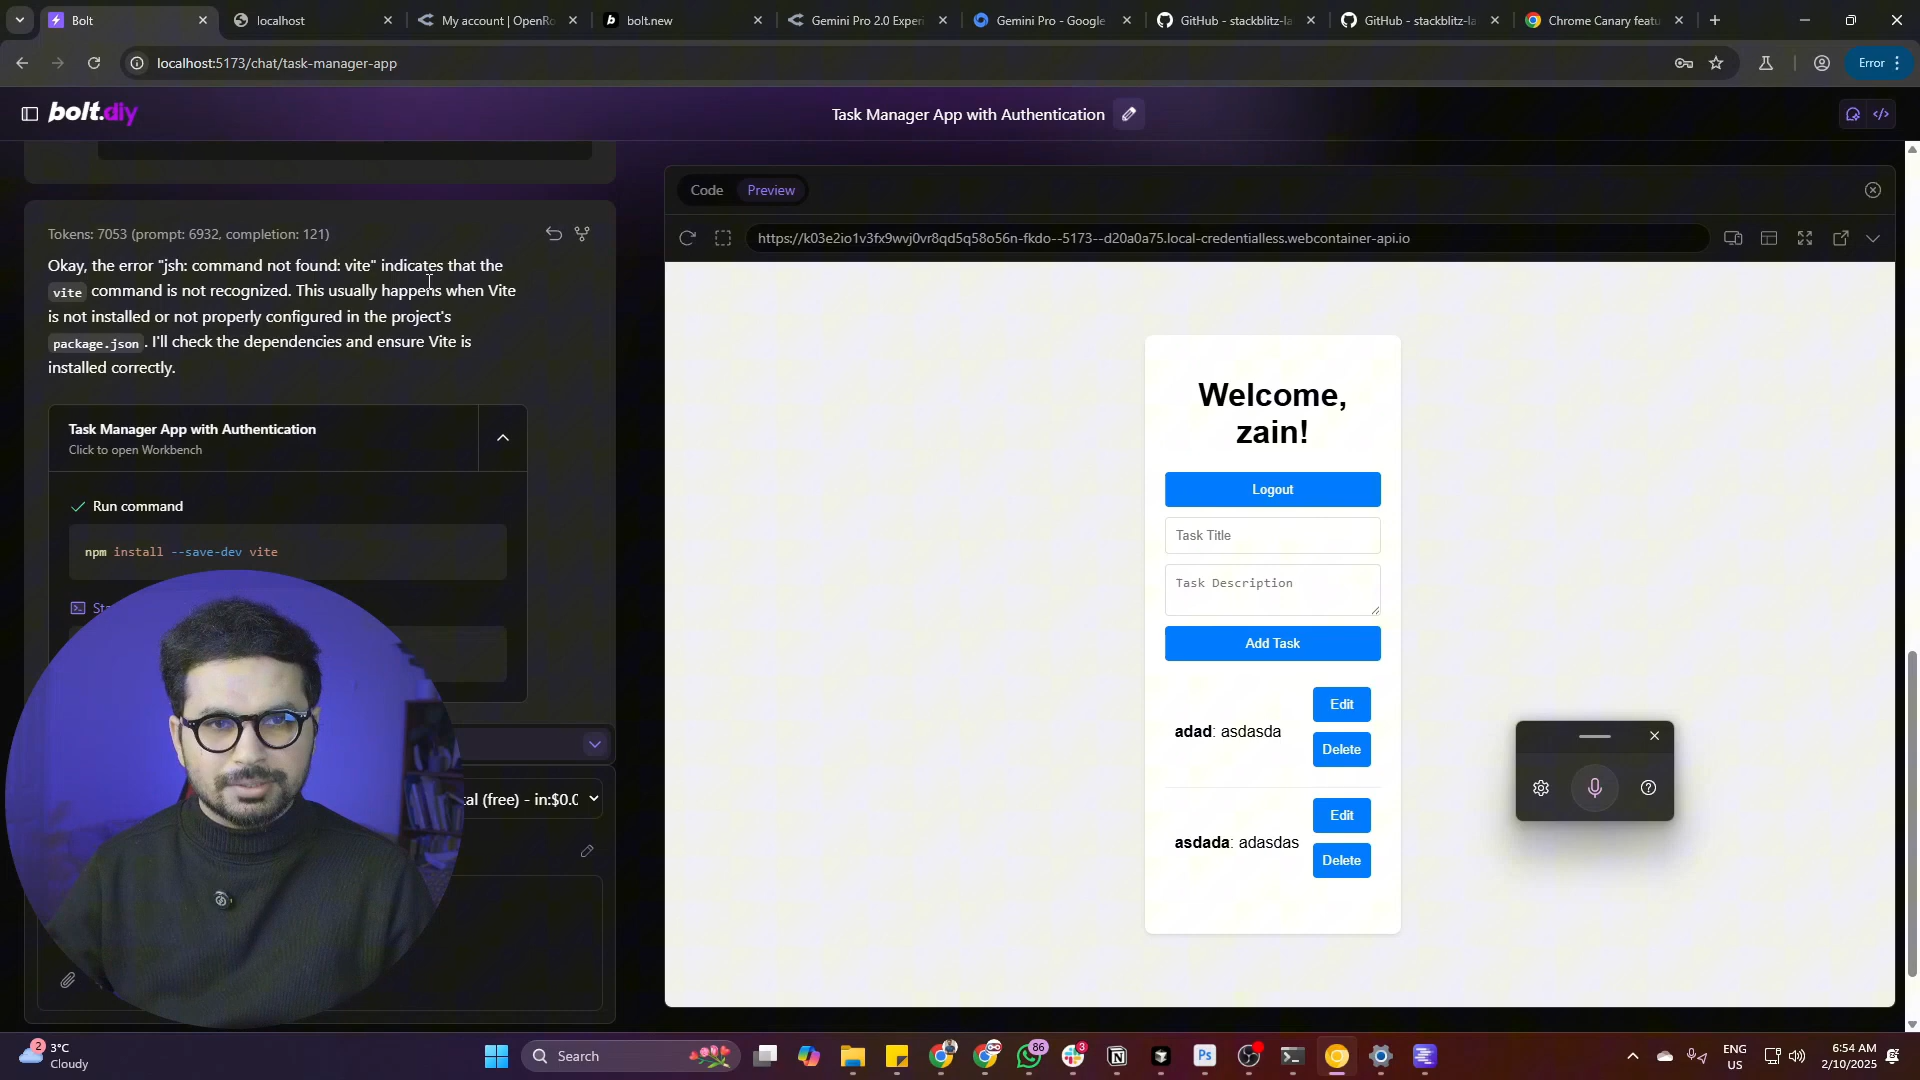 Bolt
localhost
My account | OpenRo
bolt.new
Gemini Pro 2.0 Experi
Gemini Pro - Google
GitHub - stackblitz-la
GitHub - stackblitz-la
Chrome Canary featu
localhost:5173/chat/task-manager-app
Error
bolt.diy
Task Manager App with Authentication
Code
Preview
Tokens: 7053 (prompt: 6932, completion: 121)
https://k03e2io1v3fx9wvj0vr8qd5q58o56n-fkdo--5173--d20a0a75.local-credentialless.webcontainer-api.io
Okay, the error "jsh: command not found: vite" indicates that the
vite command is not recognized. This usually happens when Vite
is not installed or not properly configured in the project's
package.json . I'll check the dependencies and ensure Vite is
installed correctly.
Task Manager App with Authentication
Click to open Workbench
Run command
npm install --save-dev vite
Sta
al (free) - in:$0.0
Welcome,
zain!
Logout
Task Title
Task Description
Add Task
adad: asdasda
Edit
Delete
asdada: adasdas
Edit
Delete
2
3°C
Cloudy
Search
86
3
Ps
ENG
US
6:54 AM
2/10/2025